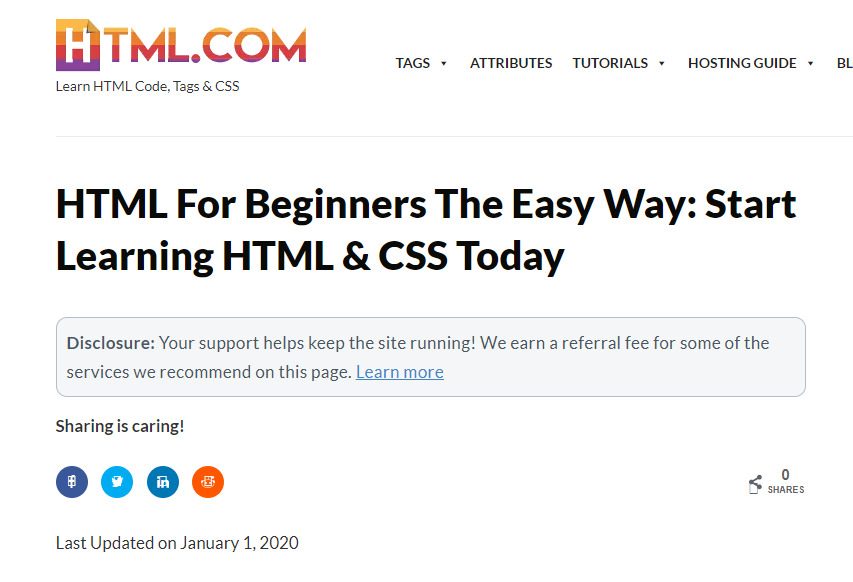 HTML.COM
Learn HTML Code, Tags & CSS
TAGS ATTRIBUTES TUTORIALS HOSTING GUIDE BL
HTML For Beginners The Easy Way: Start
Learning HTML & CSS Today
Disclosure: Your support helps keep the site running! We earn a referral fee for some of the
services we recommend on this page. Learn more
Sharing is caring!
0
SHARES
Last Updated on January 1, 2020